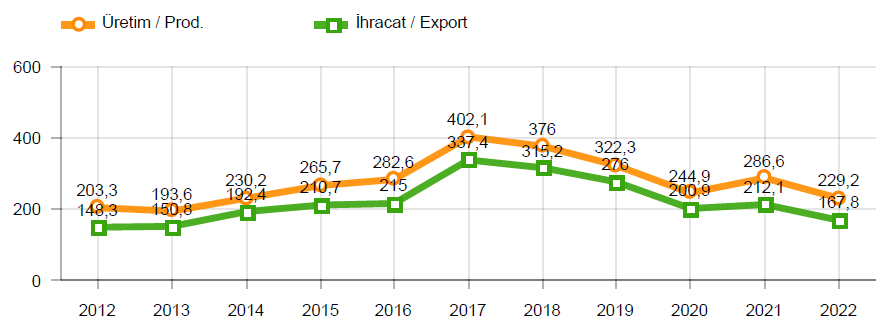 Üretim / Prod. İhracat / Export
600
400
200
0
203,3 193,6 230,2 265,7 282,6 402,1 376 322,3 244,9 286,6 229,2
148,3 150,8 192,4 210,7 215 337,4 315,2 276 200,9 212,1 167,8
2012 2013 2014 2015 2016 2017 2018 2019 2020 2021 2022